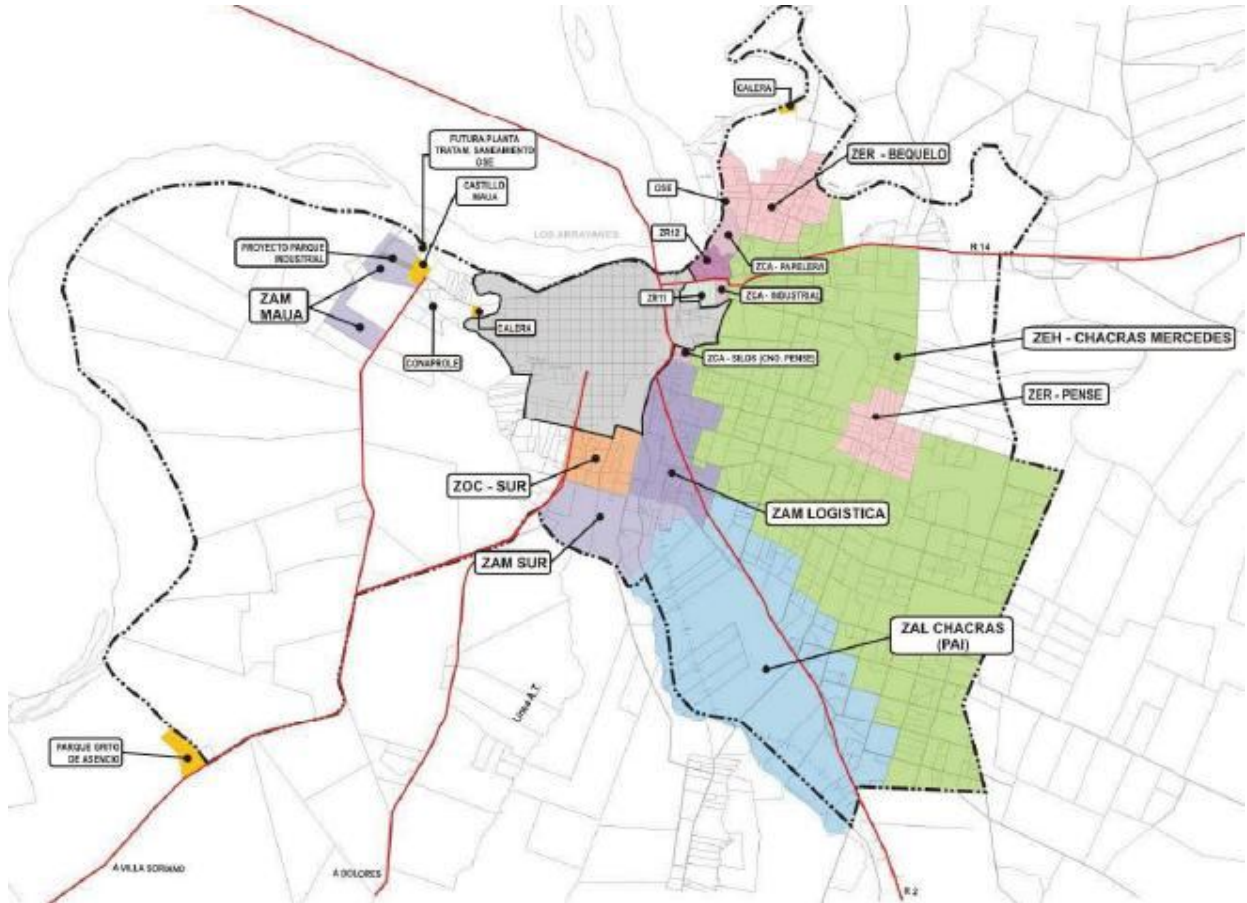 CALERA
FUTURA PLANTA
TRATAM. SANEAMIENTO
OSE
ZER - BEQUELO
CASTILLO
MAUA
OSE
LOS ARRAYANES
ZR12
PROYECTO PARQUE
INDUSTRIAL
R 14
ZCA - PAPELERA
ZAM
MAUA
ZR11
ZCA - INDUSTRIAL
CALERA
ZEH - CHACRAS MERCEDES
CONAPROLE
ZCA - SILOS (CNO. PENSE)
ZER - PENSE
ZOC - SUR
ZAM LOGISTICA
ZAM SUR
ZAL CHACRAS
(PAI)
Linea A.T.
PARQUE GRITO
DE ASENCIO
A VILLA SORIANO
A DOLORES
R 2